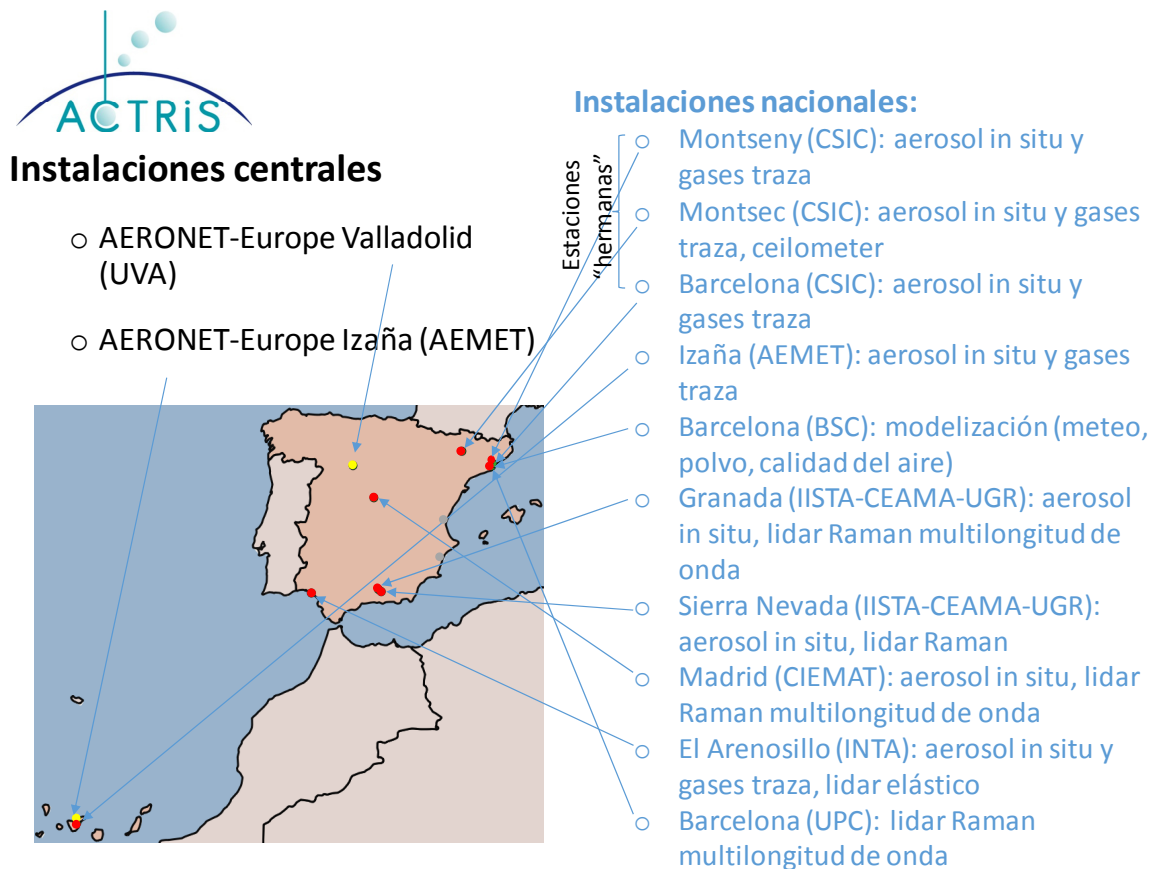 ACTRiS
Instalaciones centrales
o AERONET-Europe Valladolid
(UVA)
o AERONET-Europe Izaña (AEMET)
Instalaciones nacionales:
Estaciones
“hermanas”
o Montseny (CSIC): aerosol in situ y
gases traza
o Montsec (CSIC): aerosol in situ y gases
traza, ceilometer
o Barcelona (CSIC): aerosol in situ y
gases traza
o Izaña (AEMET): aerosol in situ y gases
traza
o Barcelona (BSC): modelización (meteo,
polvo, calidad del aire)
o Granada (IISTA-CEAMA-UGR): aerosol
in situ, lidar Raman multilongitud de
onda
o Sierra Nevada (IISTA-CEAMA-UGR):
aerosol in situ, lidar Raman
o Madrid (CIEMAT): aerosol in situ, lidar
Raman multilongitud de onda
o El Arenosillo (INTA): aerosol in situ y
gases traza, lidar elástico
o Barcelona (UPC): lidar Raman
multilongitud de onda